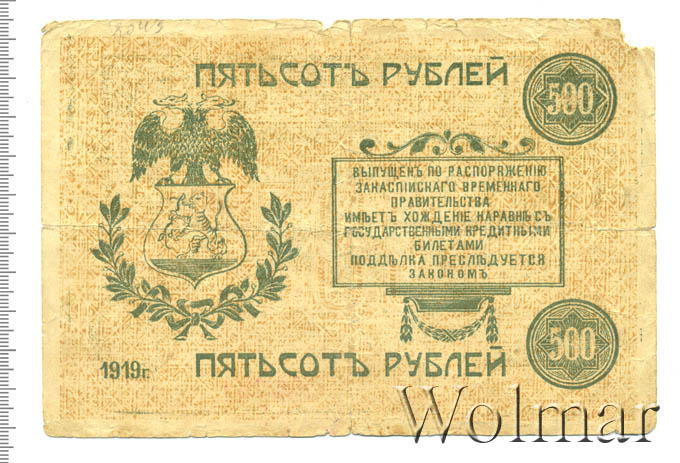 ПЯТЬСОТЪ РУБЛЕЙ
500
ВЫПУЩЕНЪ ПО РАСПОРЯЖЕНІЮ
ЗАКАСПІЙСКАГО ВРЕМЕННАГО
ПРАВИТЕЛЬСТВА
ИМѢЕТЪ ХОЖДЕНІЕ НАРАВНѢ СЪ
ГОСУДАРСТВЕННЫМИ КРЕДИТНЫМИ
БИЛЕТАМИ
ПОДДѢЛКА ПРЕСЛѢДУЕТСЯ
ЗАКОНОМЪ
500
1919г.
ПЯТЬСОТЪ РУБЛЕЙ
Wolmar